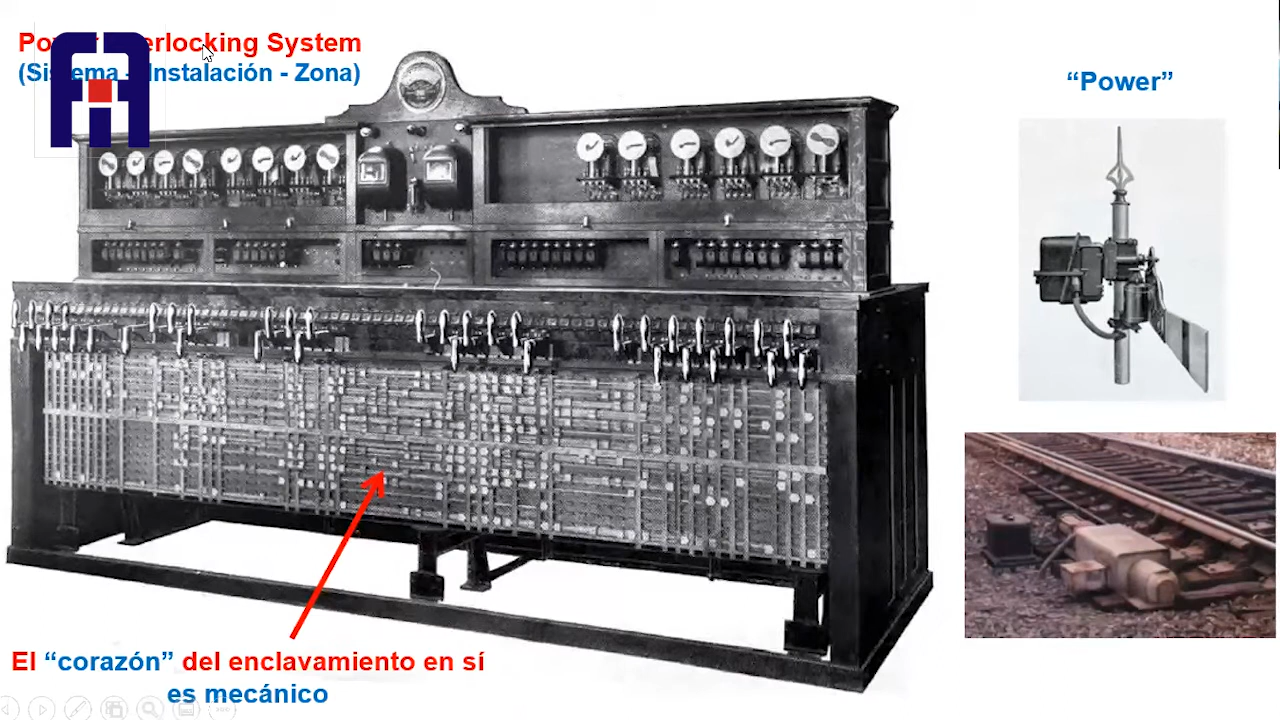 System
Instalación - Zona)
“Power”
El “corazón” del enclavamiento en sí
es mecánico